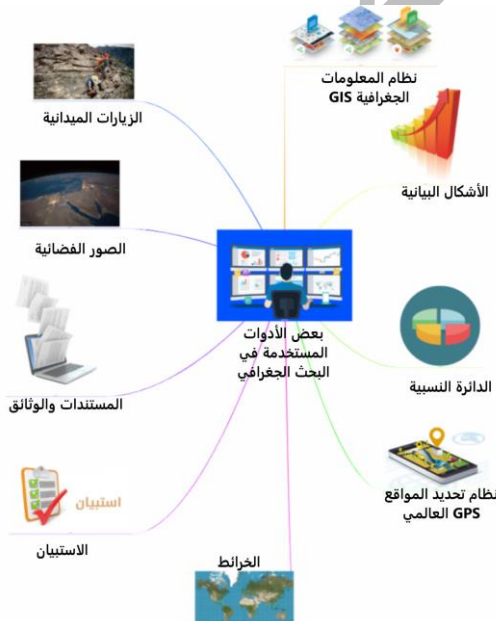 نظام المعلومات
الجغرافية GIS
الزيارات الميدانية
الأشكال البيانية
الصور الفضائية
بعض الأدوات
المستخدمة في
البحث الجغرافي
الدائرة النسبية
المستندات والوثائق
نظام تحديد المواقع
العالمي GPS
استبيان
الاستبيان
الخرائط